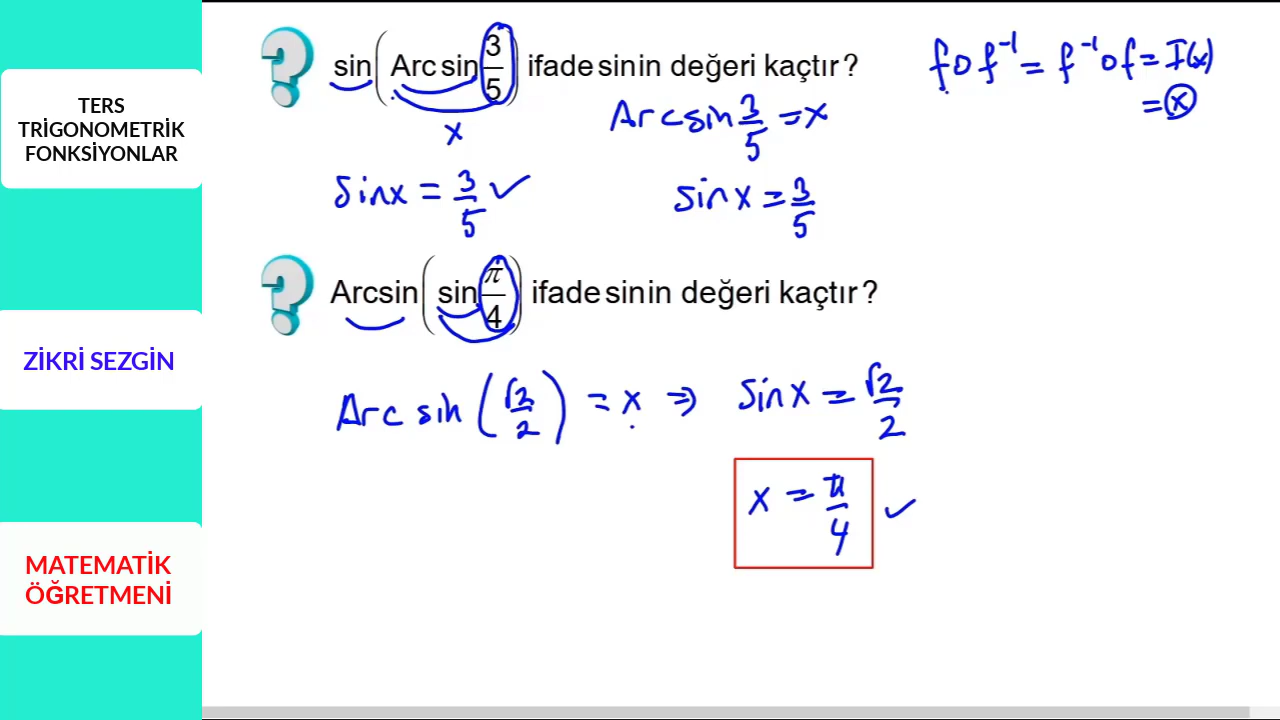 TERS
TRİGONOMETRİK
FONKSİYONLAR
ZİKRİ SEZGİN
MATEMATİK
ÖĞRETMENİ
sin(Arcsin 3/5) ifadesinin değeri kaçtır?
x
Arcsin 3/5 = x
sinx = 3/5 ✓
sinx = 3/5
fof⁻¹ = f⁻¹of = I(x)
= x
Arcsin(sin π/4) ifadesinin değeri kaçtır?
Arcsin(√2/2) = x ⇒ sinx = √2/2
x = π/4 ✓